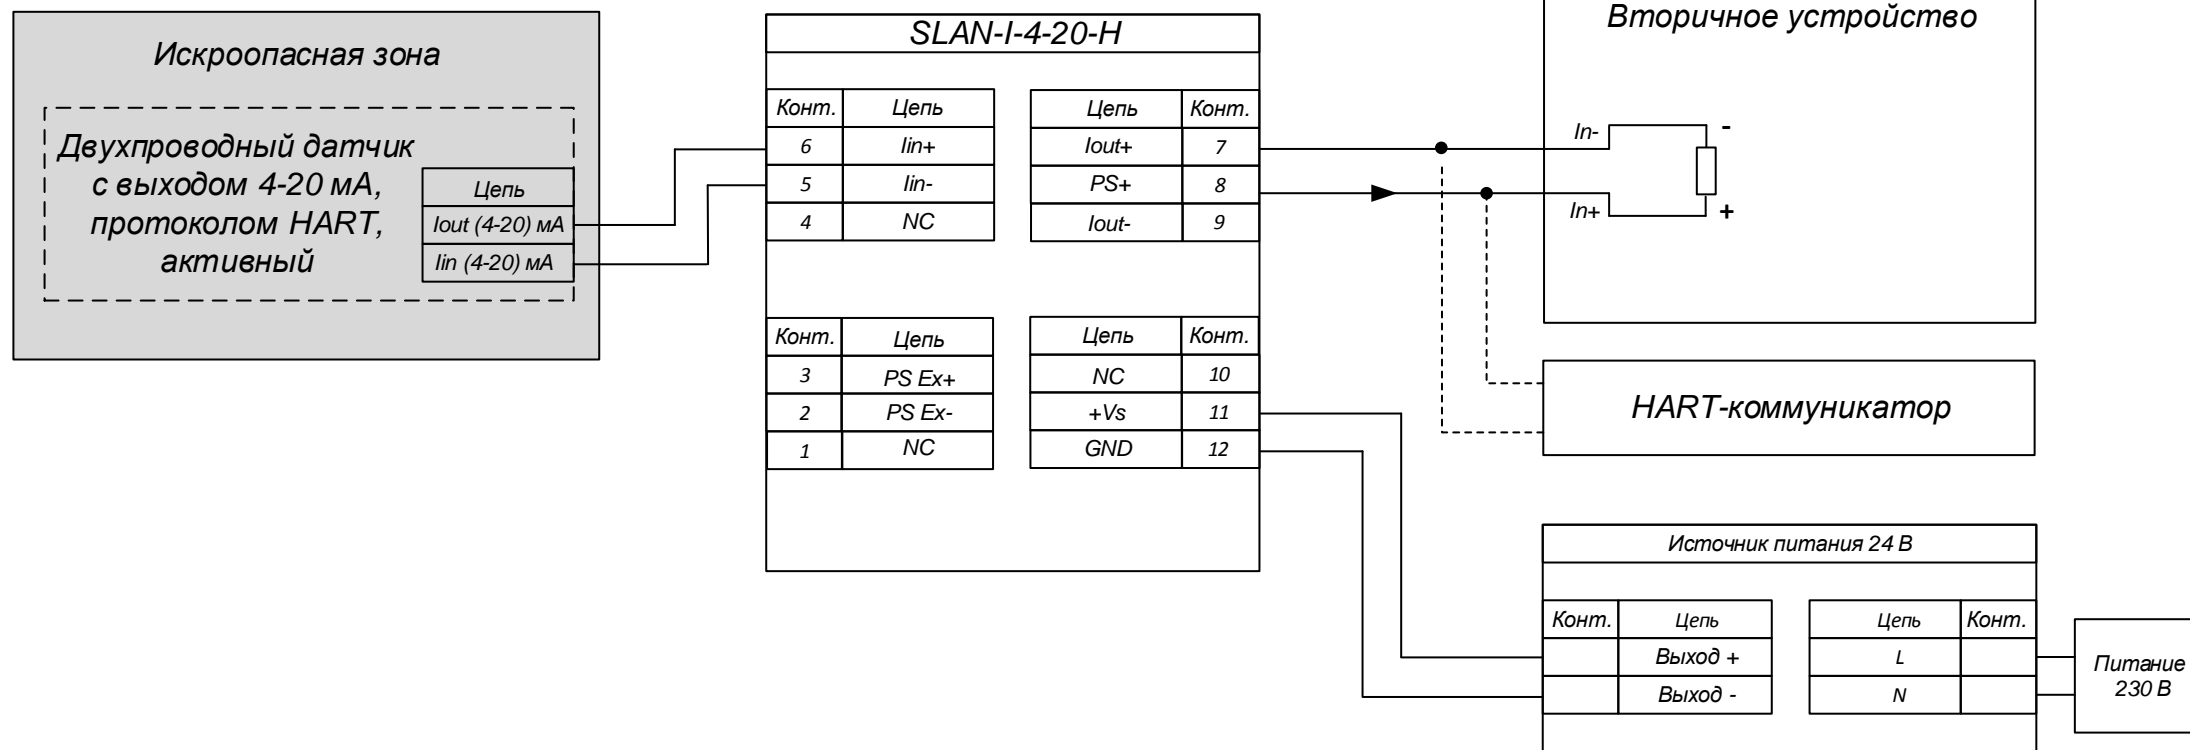 Искроопасная зона
Двухпроводный датчик
с выходом 4-20 мА,
протоколом HART,
активный
Цепь
Iout (4-20) мА
Iin (4-20) мА
SLAN-I-4-20-H
Конт. Цепь
6 Iin+
5 Iin-
4 NC
Цепь Конт.
Iout+ 7
PS+ 8
Iout- 9
Конт. Цепь
3 PS Ex+
2 PS Ex-
1 NC
Цепь Конт.
NC 10
+Vs 11
GND 12
Вторичное устройство
In- -
In+ +
HART-коммуникатор
Источник питания 24 В
Конт. Цепь
Выход +
Выход -
Цепь Конт.
L
N
Питание
230 В